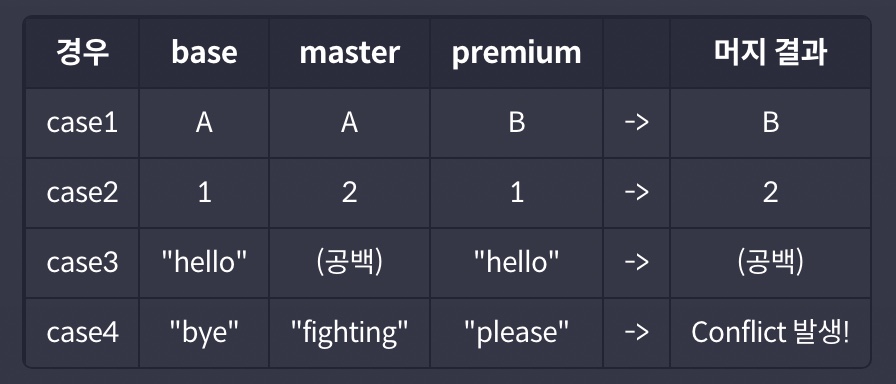 경우 base master premium 머지 결과
case1 A A B -> B
case2 1 2 1 -> 2
case3 "hello" (공백) "hello" -> (공백)
case4 "bye" "fighting" "please" -> Conflict 발생!